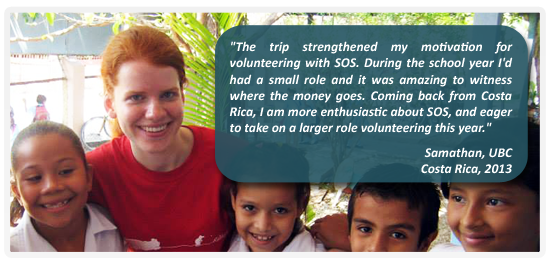 "The trip strengthened my motivation for
volunteering with SOS. During the school year I'd
had a small role and it was amazing to witness
where the money goes. Coming back from Costa
Rica, I am more enthusiastic about SOS, and eager
to take on a larger role volunteering this year."
Samathan, UBC
Costa Rica, 2013